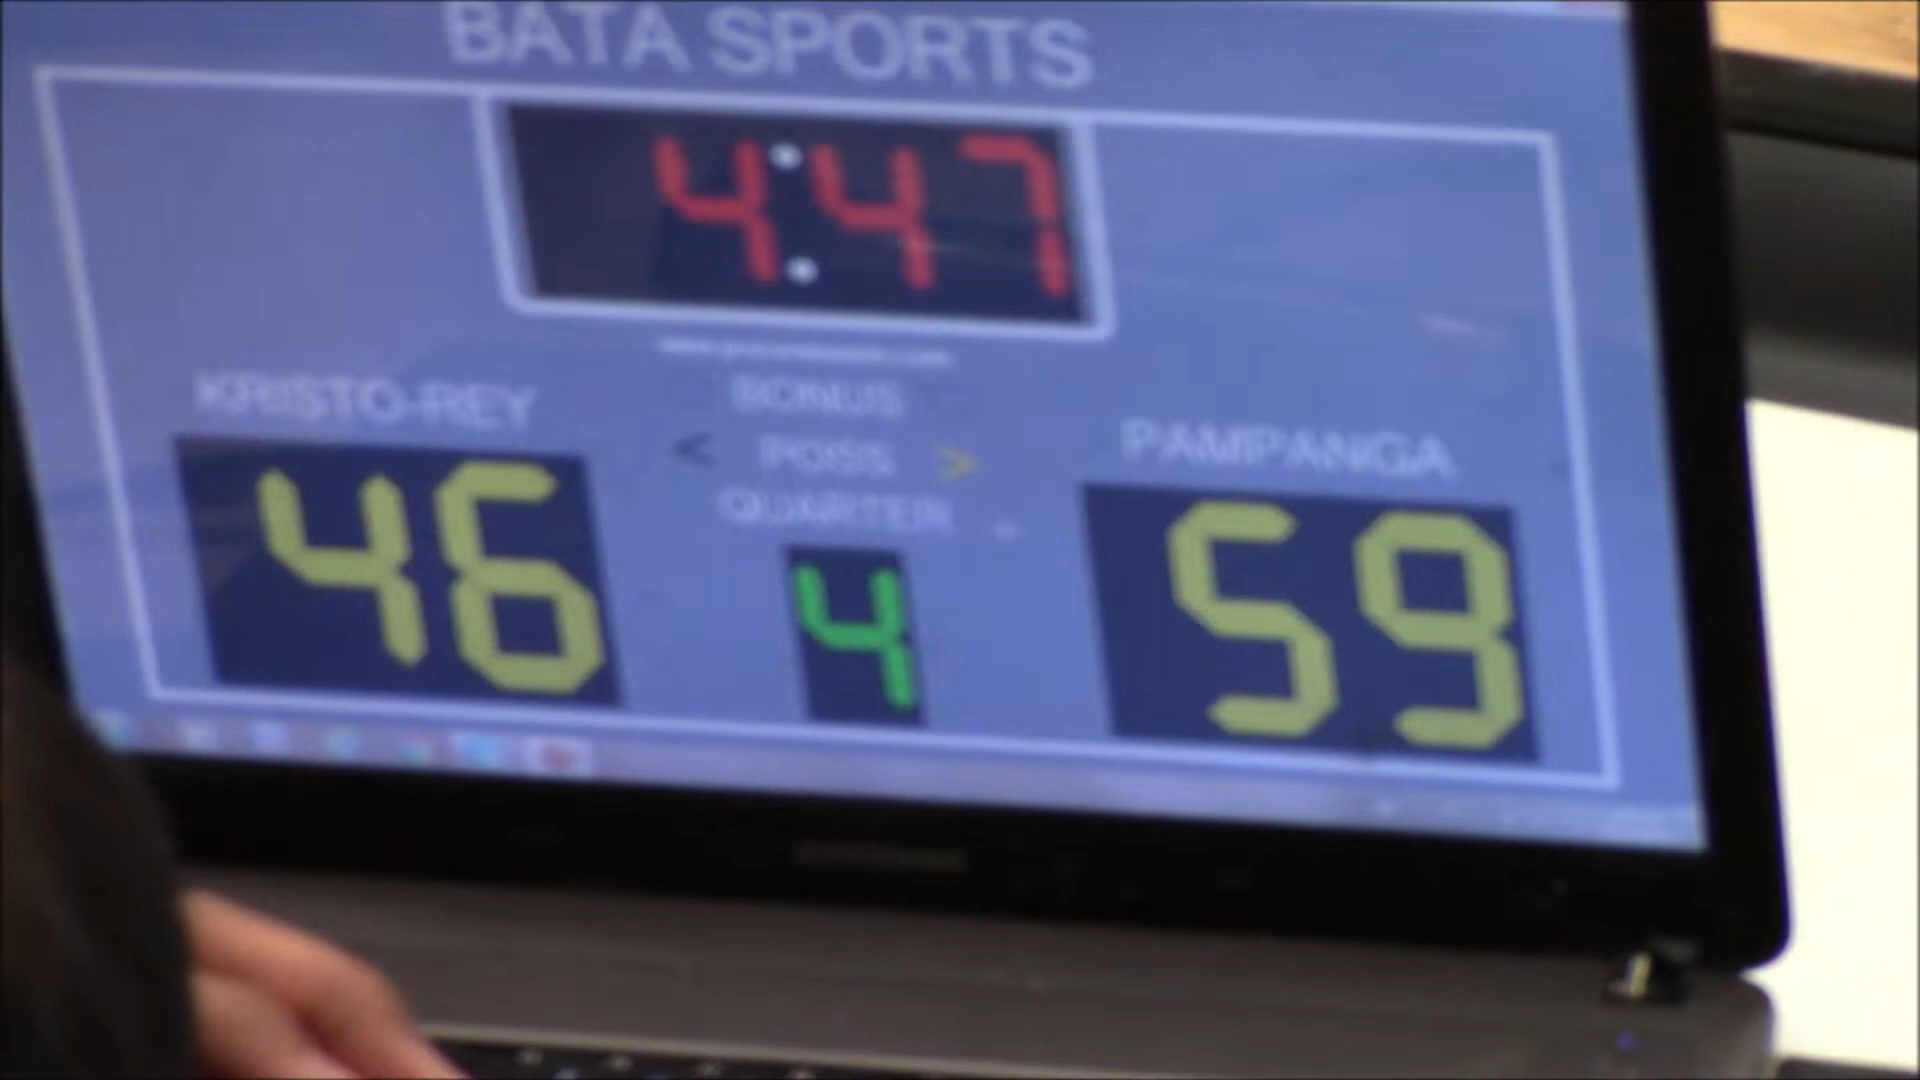 BATA SPORTS
4:47
BONUS
KRISTO-REY
< POSS >
PAMPANGA
QUARTER
46
4
59